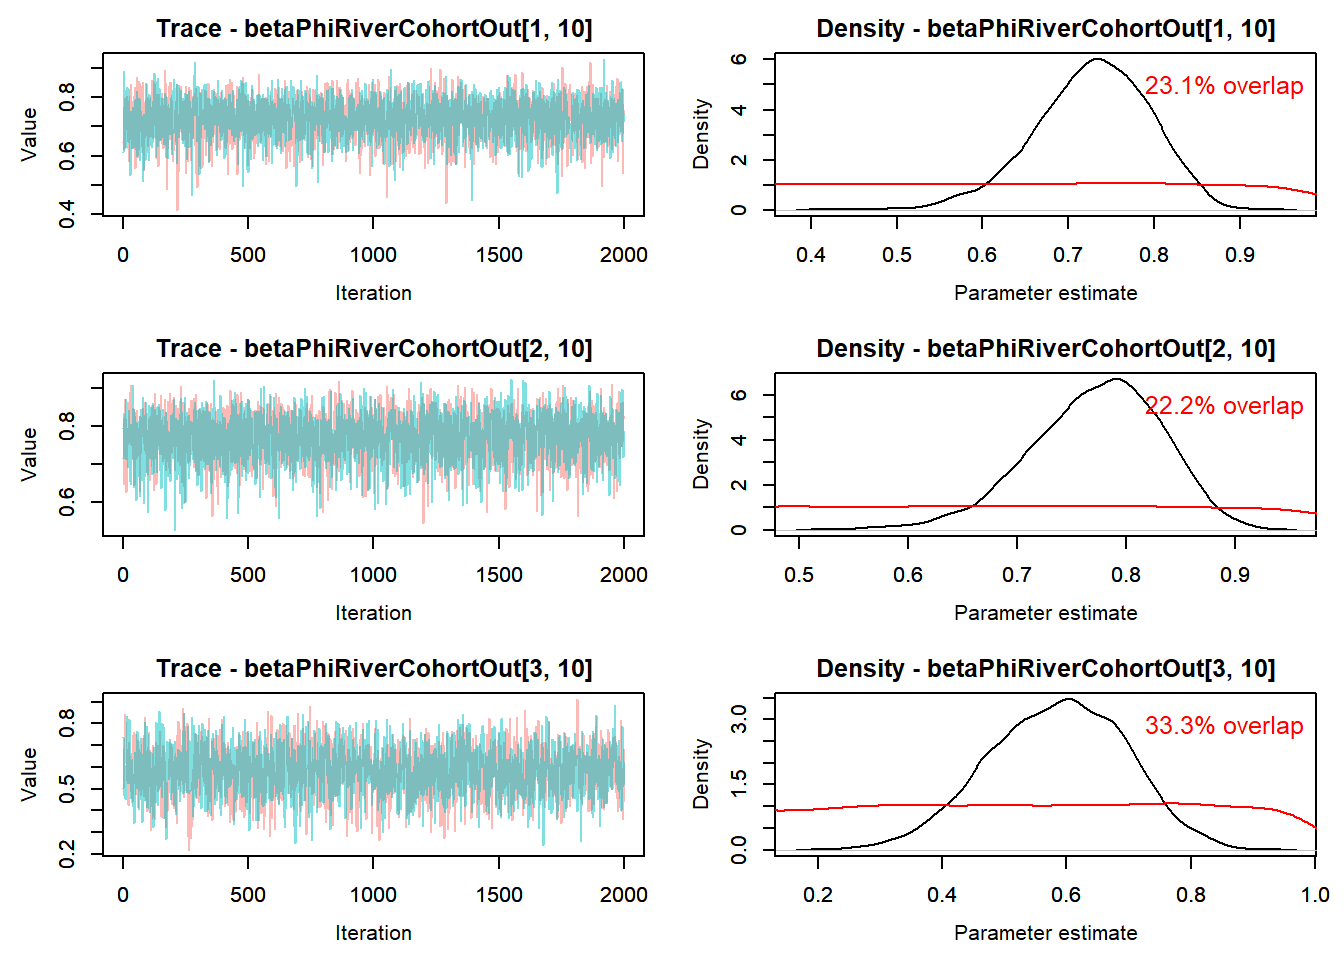 Trace - betaPhiRiverCohortOut[1, 10]
Value
0.4 0.6 0.8
0 500 1000 1500 2000
Iteration
Density - betaPhiRiverCohortOut[1, 10]
Density
0 2 4 6
23.1% overlap
0.4 0.5 0.6 0.7 0.8 0.9
Parameter estimate
Trace - betaPhiRiverCohortOut[2, 10]
Value
0.6 0.8
0 500 1000 1500 2000
Iteration
Density - betaPhiRiverCohortOut[2, 10]
Density
0 2 4 6
22.2% overlap
0.5 0.6 0.7 0.8 0.9
Parameter estimate
Trace - betaPhiRiverCohortOut[3, 10]
Value
0.2 0.5 0.8
0 500 1000 1500 2000
Iteration
Density - betaPhiRiverCohortOut[3, 10]
Density
0.0 1.5 3.0
33.3% overlap
0.2 0.4 0.6 0.8 1.0
Parameter estimate